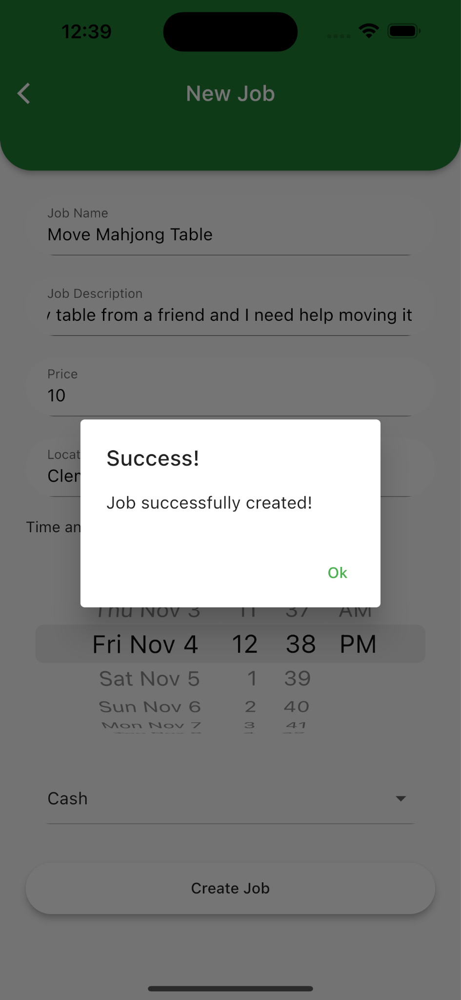 12:39
New Job
Job Name
Move Mahjong Table
Job Description
table from a friend and I need help moving it
Price
10
Success!
Job successfully created!
Ok
Time
Thu Nov 3 11 37 AM
Fri Nov 4 12 38 PM
Sat Nov 5 1 39
Sun Nov 6 2 40
Mon Nov 7 3 41
Cash
Create Job